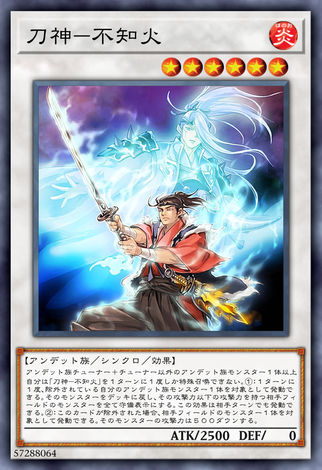 刀神－不知火
ほのお
炎
【アンデット族／シンクロ／効果】
アンデット族チューナー＋チューナー以外のアンデット族モンスター１体以上
自分は「刀神－不知火」を１ターンに１度しか特殊召喚できない。①：１ターンに
１度、除外されている自分のアンデット族モンスター１体を対象として発動でき
る。そのモンスターをデッキに戻し、その攻撃力以下の攻撃力を持つ相手フィ
ールドのモンスターを全て守備表示にする。この効果は相手ターンでも発動でき
る。②：このカードが除外された場合、相手フィールドのモンスター１体を対
象として発動できる。そのモンスターの攻撃力は５００ダウンする。
ATK/2500 DEF/ 0
57288064